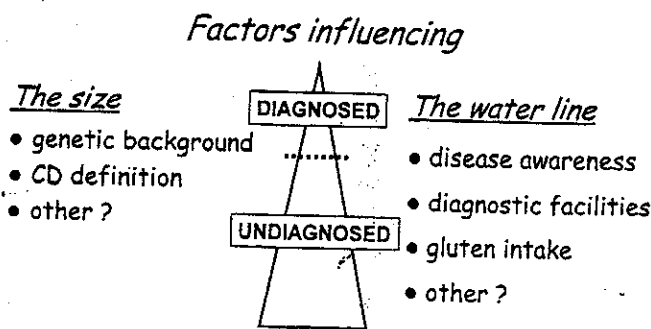 Factors influencing
The size
• genetic background
• CD definition
• other ?
DIAGNOSED
UNDIAGNOSED
The water line
• disease awareness
• diagnostic facilities
• gluten intake
• other ?